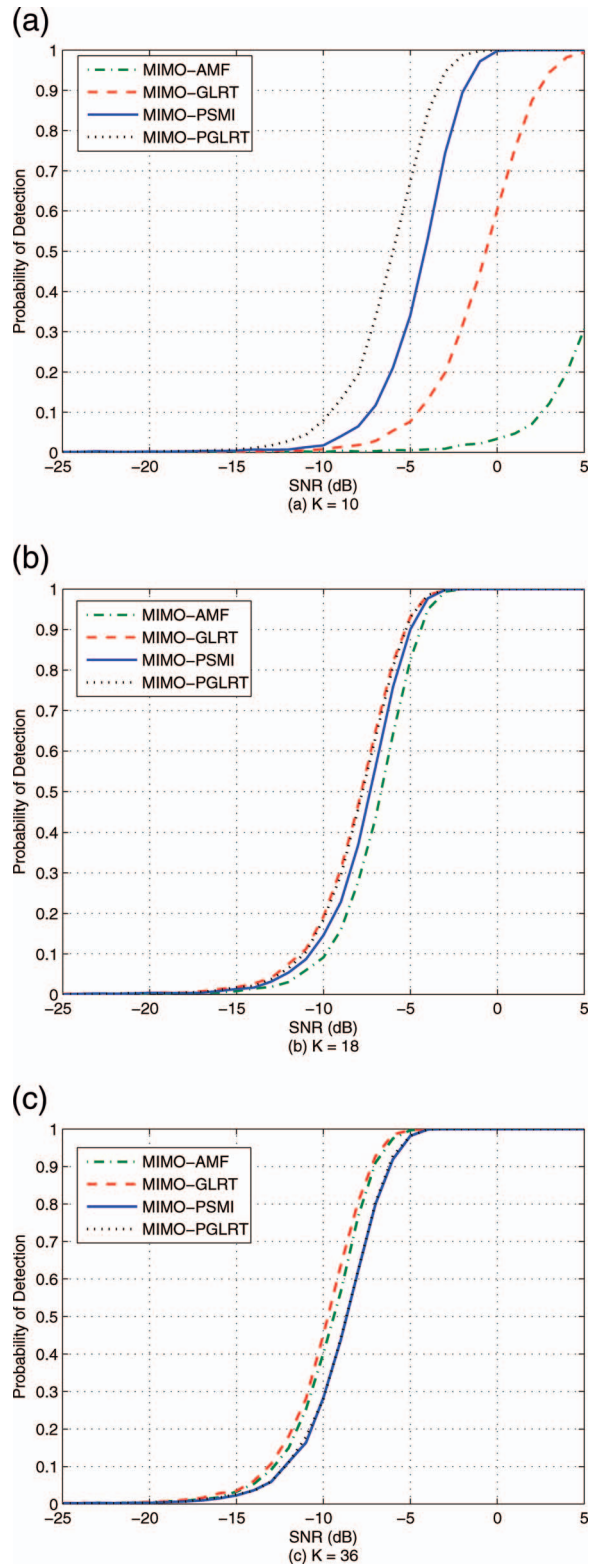 (a)
1
0.9
0.8
0.7
0.6
0.5
0.4
0.3
0.2
0.1
0
Probability of Detection
MIMO-AMF
MIMO-GLRT
MIMO-PSMI
MIMO-PGLRT
-25 -20 -15 -10 -5 0 5
SNR (dB)
(a) K = 10
(b)
1
0.9
0.8
0.7
0.6
0.5
0.4
0.3
0.2
0.1
0
Probability of Detection
MIMO-AMF
MIMO-GLRT
MIMO-PSMI
MIMO-PGLRT
-25 -20 -15 -10 -5 0 5
SNR (dB)
(b) K = 18
(c)
1
0.9
0.8
0.7
0.6
0.5
0.4
0.3
0.2
0.1
0
Probability of Detection
MIMO-AMF
MIMO-GLRT
MIMO-PSMI
MIMO-PGLRT
-25 -20 -15 -10 -5 0 5
SNR (dB)
(c) K = 36